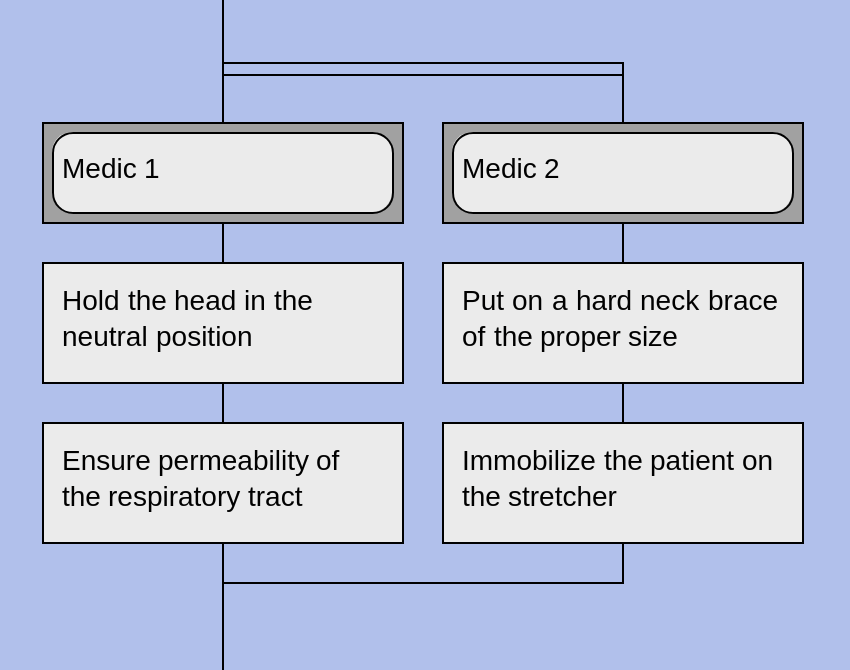 Medic 1
Medic 2
Hold the head in the
neutral position
Put on a hard neck brace
of the proper size
Ensure permeability of
the respiratory tract
Immobilize the patient on
the stretcher